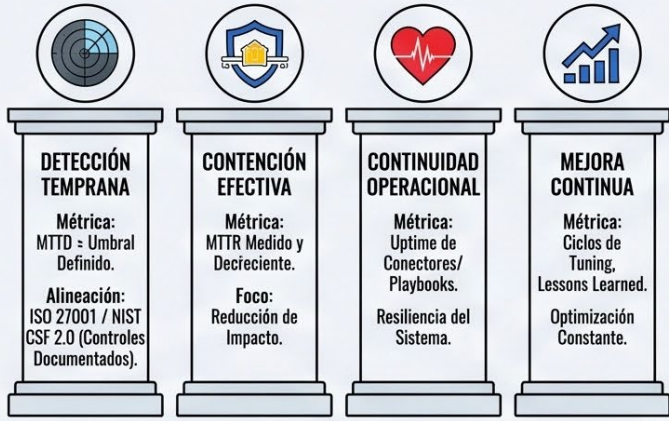 DETECCIÓN
TEMPRANA
Métrica:
MTTD = Umbral
Definido.
Alineación:
ISO 27001 / NIST
CSF 2.0 (Controles
Documentados).
CONTENCIÓN
EFECTIVA
Métrica:
MTTR Medido y
Decreciente.
Foco:
Reducción de
Impacto.
CONTINUIDAD
OPERACIONAL
Métrica:
Uptime de
Conectores/
Playbooks.
Resiliencia del
Sistema.
MEJORA
CONTINUA
Métrica:
Ciclos de
Tuning,
Lessons Learned.
Optimización
Constante.